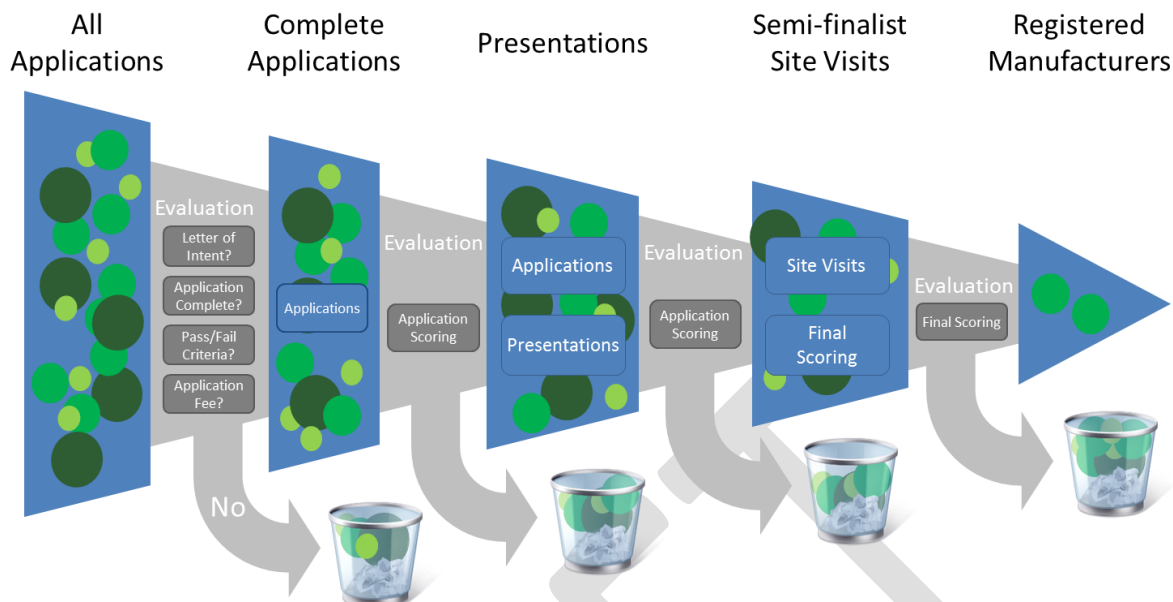 All
Applications
Complete
Applications
Presentations
Semi-finalist
Site Visits
Registered
Manufacturers
Evaluation
Letter of
Intent?
Application
Complete?
Pass/Fail
Criteria?
Application
Fee?
No
Applications
Evaluation
Application
Scoring
Applications
Presentations
Evaluation
Application
Scoring
Site Visits
Final
Scoring
Evaluation
Final Scoring